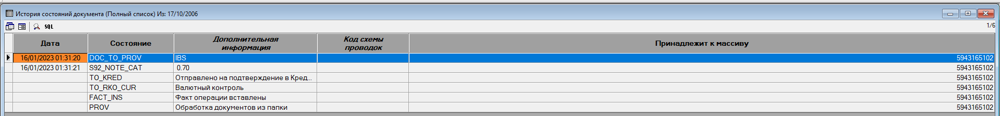 История состояний документа (Полный список) Из: 17/10/2006
SQL
1/6
Дата Состояние Дополнительная информация Код схемы проводок Принадлежит к массиву
16/01/2023 01:31:20 DOC_TO_PROV IBS 5943165102
16/01/2023 01:31:21 S92_NOTE_CAT 0.70 5943165102
TO_KRED Отправлено на подтверждение в Кред... 5943165102
TO_RKO_CUR Валютный контроль 5943165102
FACT_INS Факт операции вставлены 5943165102
PROV Обработка документов из папки 5943165102